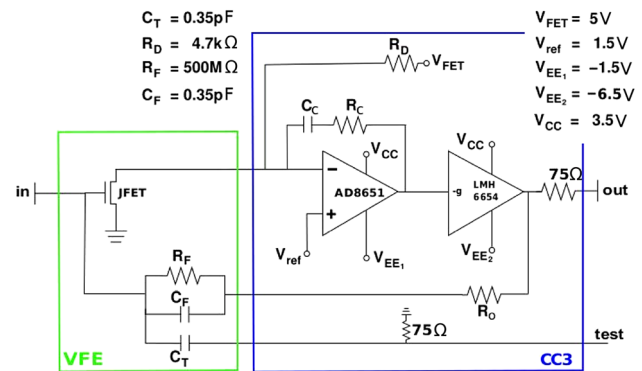 C_T = 0.35pF
R_D = 4.7kΩ
R_F = 500MΩ
C_F = 0.35pF
V_FET = 5V
V_ref = 1.5V
V_EE1 = −1.5V
V_EE2 = −6.5V
V_CC = 3.5V
R_D
V_FET
C_C R_C
V_CC
V_CC
in
JFET
−
AD8651
+
-g LMH
6654
75Ω
out
V_ref
V_EE1
V_EE2
R_F
C_F
R_O
75Ω
test
C_T
VFE
CC3